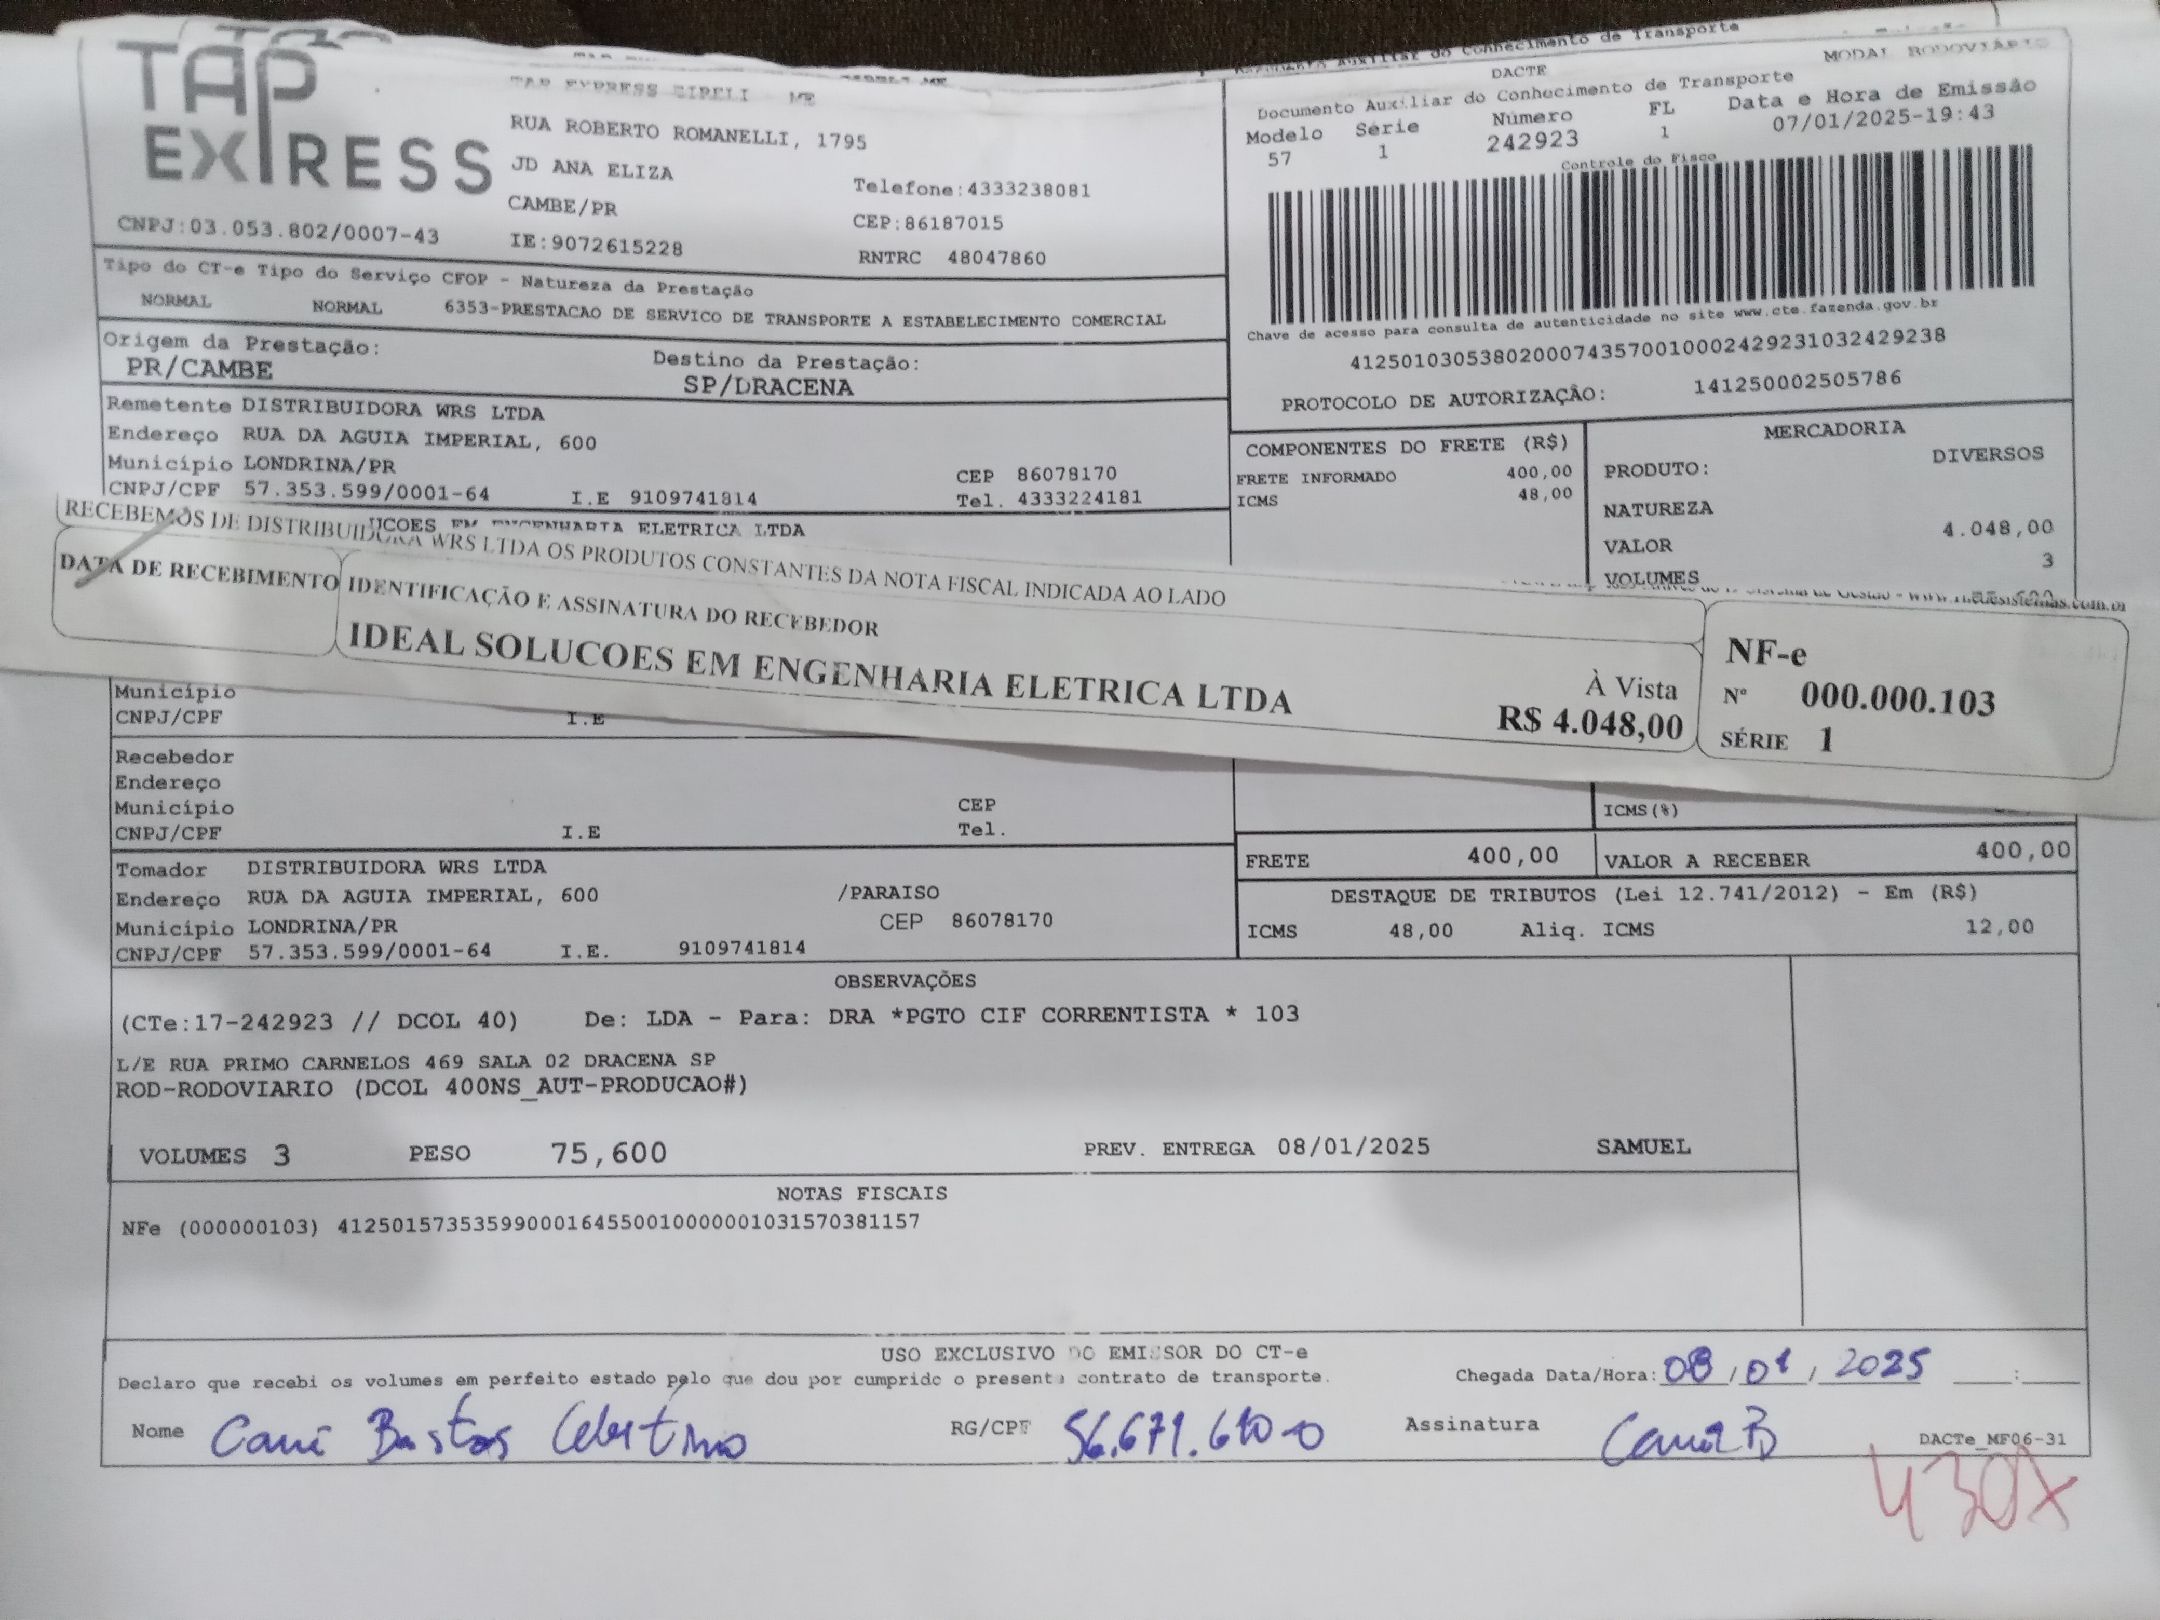 TAP
EXPRESS
TAP EXPRESS EIRELI - ME
RUA ROBERTO ROMANELLI, 1795
JD ANA ELIZA
Telefone:4333238081
CAMBE/PR
CEP:86187015
CNPJ:03.053.802/0007-43
IE:9072615228
RNTRC 48047860
Auxiliar do Conhecimento de Transporte
MODAL RODOVIÁRIO
DACTE
Documento Auxiliar do Conhecimento de Transporte
Modelo Série Número FL Data e Hora de Emissão
57 1 242923 1 07/01/2025-19:43
Controle do Fisco
Chave de acesso para consulta de autenticidade no site www.cte.fazenda.gov.br
41250103053802000743570010002429231032429238
PROTOCOLO DE AUTORIZAÇÃO: 141250002505786
Tipo do CT-e Tipo do Serviço CFOP - Natureza da Prestação
NORMAL NORMAL 6353-PRESTACAO DE SERVICO DE TRANSPORTE A ESTABELECIMENTO COMERCIAL
Origem da Prestação: Destino da Prestação:
PR/CAMBE SP/DRACENA
Remetente DISTRIBUIDORA WRS LTDA
Endereço RUA DA AGUIA IMPERIAL, 600
Município LONDRINA/PR CEP 86078170
CNPJ/CPF 57.353.599/0001-64 I.E 9109741814 Tel. 4333224181
COMPONENTES DO FRETE (R$)
FRETE INFORMADO 400,00
ICMS 48,00
MERCADORIA
PRODUTO: DIVERSOS
NATUREZA
VALOR 4.048,00
VOLUMES 3
UCOES EM ENGENHARIA ELETRICA LTDA
RECEBEMOS DE DISTRIBUIDORA WRS LTDA OS PRODUTOS CONSTANTES DA NOTA FISCAL INDICADA AO LADO
DATA DE RECEBIMENTO IDENTIFICAÇÃO E ASSINATURA DO RECEBEDOR
IDEAL SOLUCOES EM ENGENHARIA ELETRICA LTDA
À Vista
R$ 4.048,00
NF-e
Nº 000.000.103
SÉRIE 1
Município
CNPJ/CPF I.E
Recebedor
Endereço
Município CEP
CNPJ/CPF I.E Tel.
ICMS(%)
FRETE 400,00 VALOR A RECEBER 400,00
Tomador DISTRIBUIDORA WRS LTDA
Endereço RUA DA AGUIA IMPERIAL, 600 /PARAISO
Município LONDRINA/PR CEP 86078170
CNPJ/CPF 57.353.599/0001-64 I.E. 9109741814
DESTAQUE DE TRIBUTOS (Lei 12.741/2012) - Em (R$)
ICMS 48,00 Aliq. ICMS 12,00
OBSERVAÇÕES
(CTe:17-242923 // DCOL 40) De: LDA - Para: DRA *PGTO CIF CORRENTISTA * 103
L/E RUA PRIMO CARNELOS 469 SALA 02 DRACENA SP
ROD-RODOVIARIO (DCOL 400NS_AUT-PRODUCAO#)
VOLUMES 3 PESO 75,600 PREV. ENTREGA 08/01/2025 SAMUEL
NOTAS FISCAIS
NFe (000000103) 41250157353599000164550010000001031570381157
USO EXCLUSIVO DO EMISSOR DO CT-e
Declaro que recebi os volumes em perfeito estado pelo que dou por cumprido o presente contrato de transporte. Chegada Data/Hora: 08/01/2025 :
Nome Bastos RG/CPF 56.671.610-0 Assinatura
DACTe_MF06-31